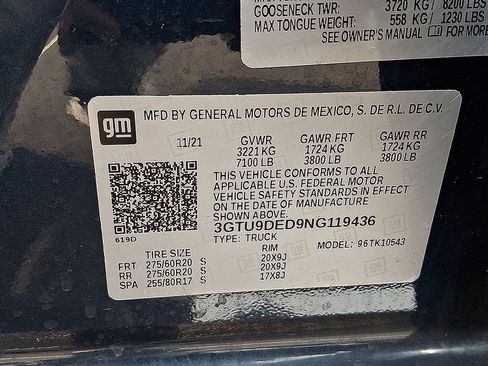 GOOSENECK TWR: 3720 KG / 8200 LBS
MAX TONGUE WEIGHT: 558 KG / 1230 LBS
SEE OWNER'S MANUAL FOR MORE
gm
MFD BY GENERAL MOTORS DE MEXICO, S. DE R.L. DE C.V.
11/21 GVWR GAWR FRT GAWR RR
3221 KG 1724 KG 1724 KG
7100 LB 3800 LB 3800 LB
THIS VEHICLE CONFORMS TO ALL
APPLICABLE U.S. FEDERAL MOTOR
VEHICLE SAFETY STANDARDS IN EFFECT
ON THE DATE OF MANUFACTURE SHOWN
ABOVE.
3GTU9DED9NG119436
619D TYPE: TRUCK 96TK10543
TIRE SIZE RIM
FRT 275/60R20 S 20X9J
RR 275/60R20 S 20X9J
SPA 255/80R17 S 17X8J